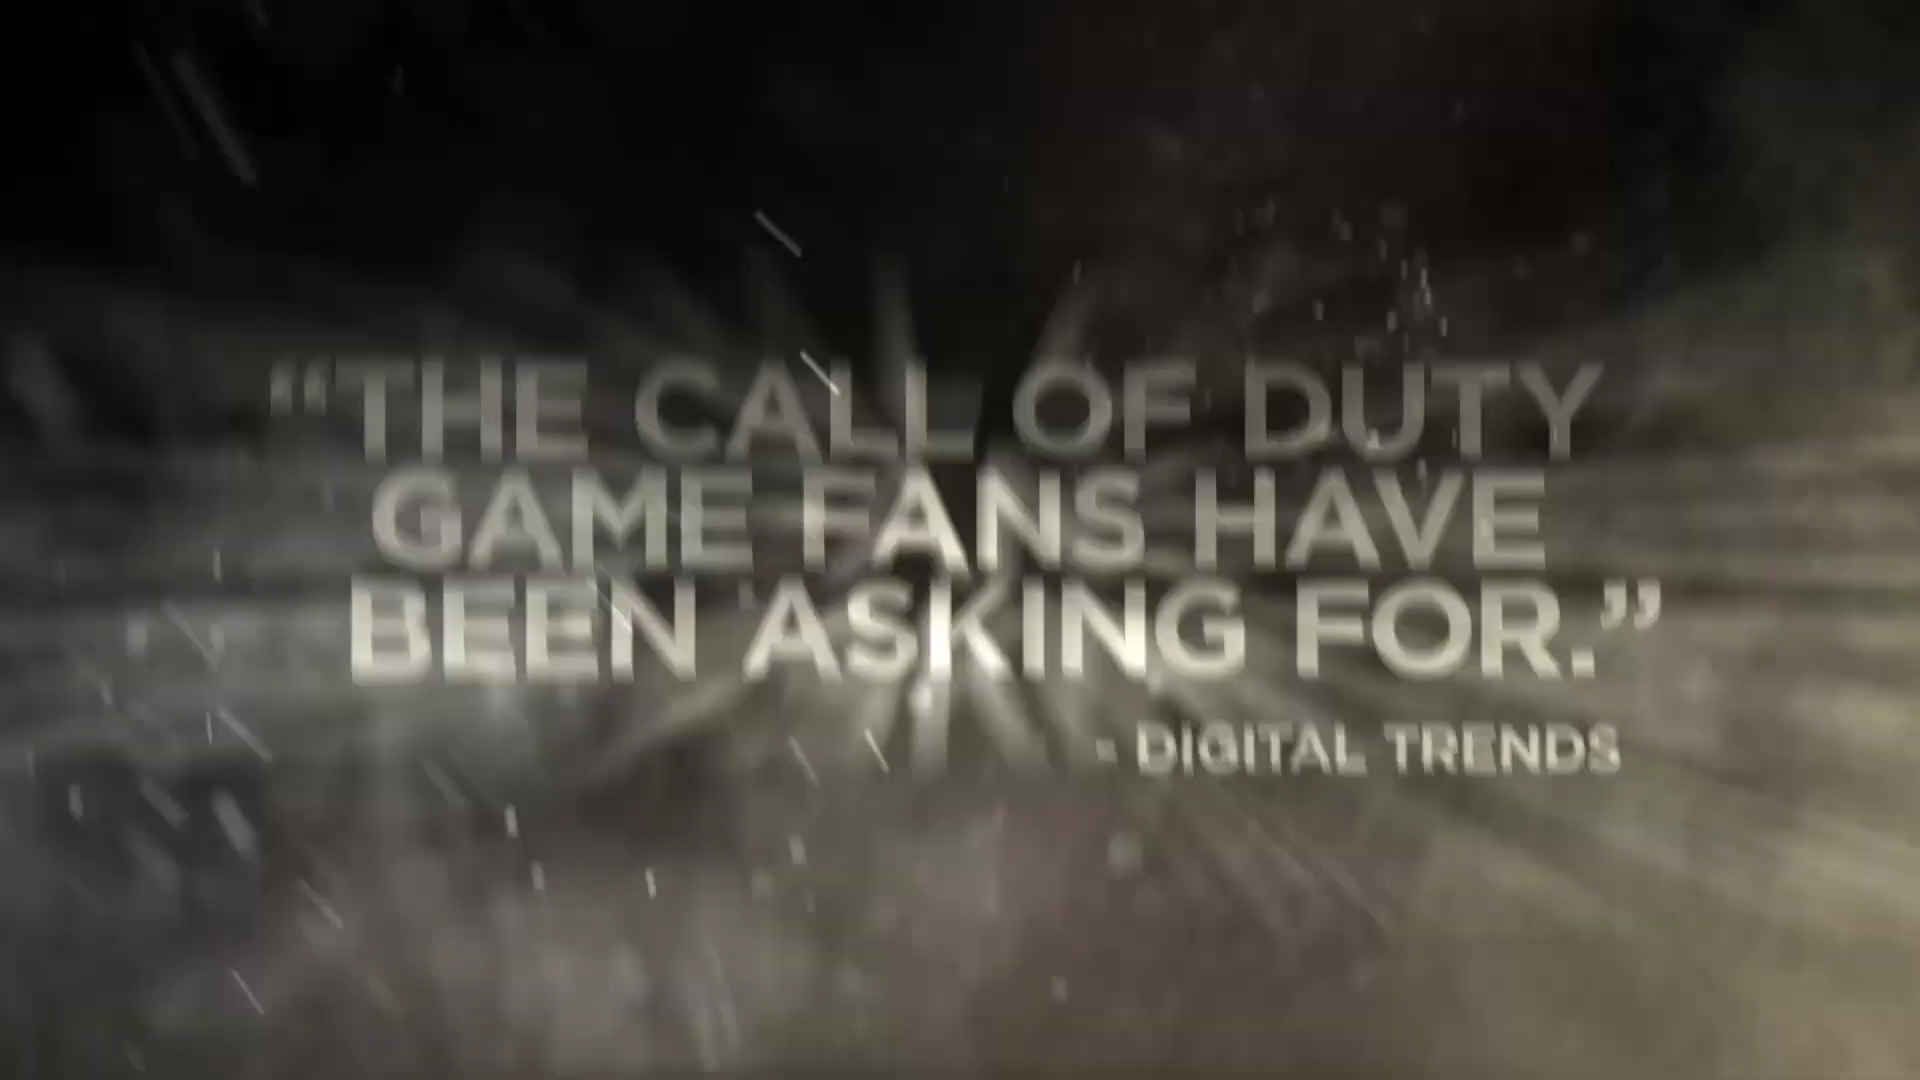 “THE CALL OF DUTY
GAME FANS HAVE
BEEN ASKING FOR.”
- DIGITAL TRENDS